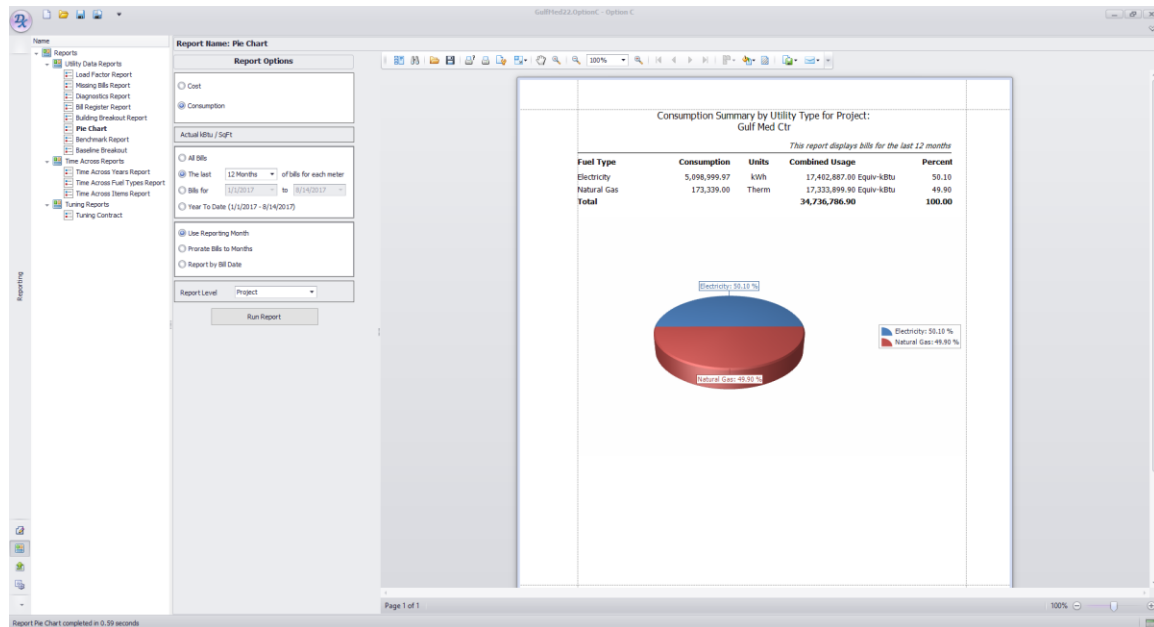 GulfMed22.OptionC - Option C
Name
Reports
Utility Data Reports
Load Factor Report
Missing Bills Report
Diagnostics Report
Bill Register Report
Building Breakout Report
Pie Chart
Benchmark Report
Baseline Breakout
Time Across Reports
Time Across Years Report
Time Across Fuel Types Report
Time Across Items Report
Tuning Reports
Tuning Contract
Reporting
Report Name: Pie Chart
Report Options
Cost
Consumption
Actual kBtu / SqFt
All Bills
The last 12 Months of bills for each meter
Bills for 1/1/2017 to 8/14/2017
Year To Date (1/1/2017 - 8/14/2017)
Use Reporting Month
Prorate Bills to Months
Report by Bill Date
Report Level Project
Run Report
100%
Consumption Summary by Utility Type for Project:
Gulf Med Ctr
This report displays bills for the last 12 months
Fuel Type Consumption Units Combined Usage Percent
Electricity 5,098,999.97 kWh 17,402,887.00 Equiv-kBtu 50.10
Natural Gas 173,339.00 Therm 17,333,899.90 Equiv-kBtu 49.90
Total 34,736,786.90 100.00
Electricity: 50.10 %
Natural Gas: 49.90 %
Electricity: 50.10 %
Natural Gas: 49.90 %
Page 1 of 1
100%
Report Pie Chart completed in 0.59 seconds